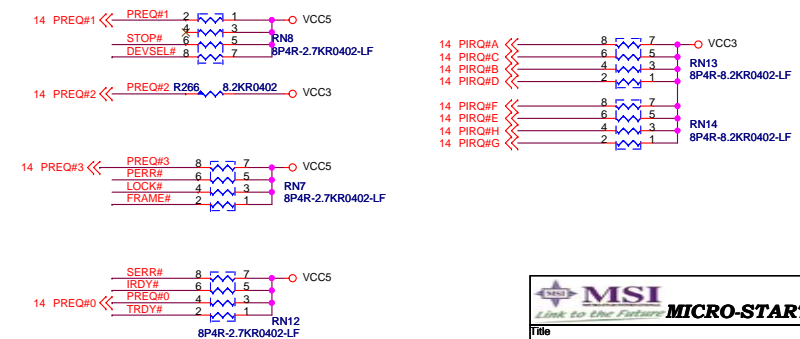 14 PREQ#1 PREQ#1 2 1 VCC5
4 3 RN8
STOP# 6 5 8P4R-2.7KR0402-LF
DEVSEL# 8 7
14 PREQ#2 PREQ#2 R266 8.2KR0402 VCC3
14 PREQ#3 PREQ#3 8 7 VCC5
PERR# 6 5
LOCK# 4 3 RN7
FRAME# 2 1 8P4R-2.7KR0402-LF
SERR# 8 7 VCC5
IRDY# 6 5
14 PREQ#0 PREQ#0 4 3
TRDY# 2 1 RN12
8P4R-2.7KR0402-LF
14 PIRQ#A 8 7 VCC3
14 PIRQ#C 6 5
14 PIRQ#B 4 3 RN13
14 PIRQ#D 2 1 8P4R-8.2KR0402-LF
14 PIRQ#F 8 7
14 PIRQ#E 6 5 RN14
14 PIRQ#H 4 3 8P4R-8.2KR0402-LF
14 PIRQ#G 2 1
MSI MICRO-START
Link to the Future
Title